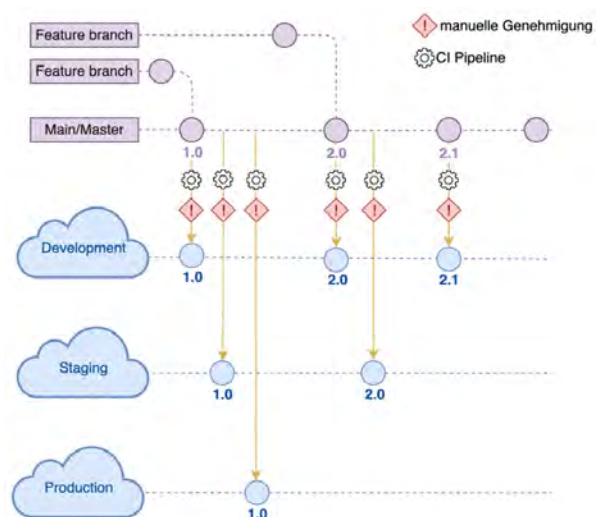 manuelle Genehmigung
CI Pipeline
Feature branch
Feature branch
Main/Master
1.0
2.0
2.1
!
!
!
!
!
!
!
Development
1.0
2.0
2.1
Staging
1.0
2.0
Production
1.0